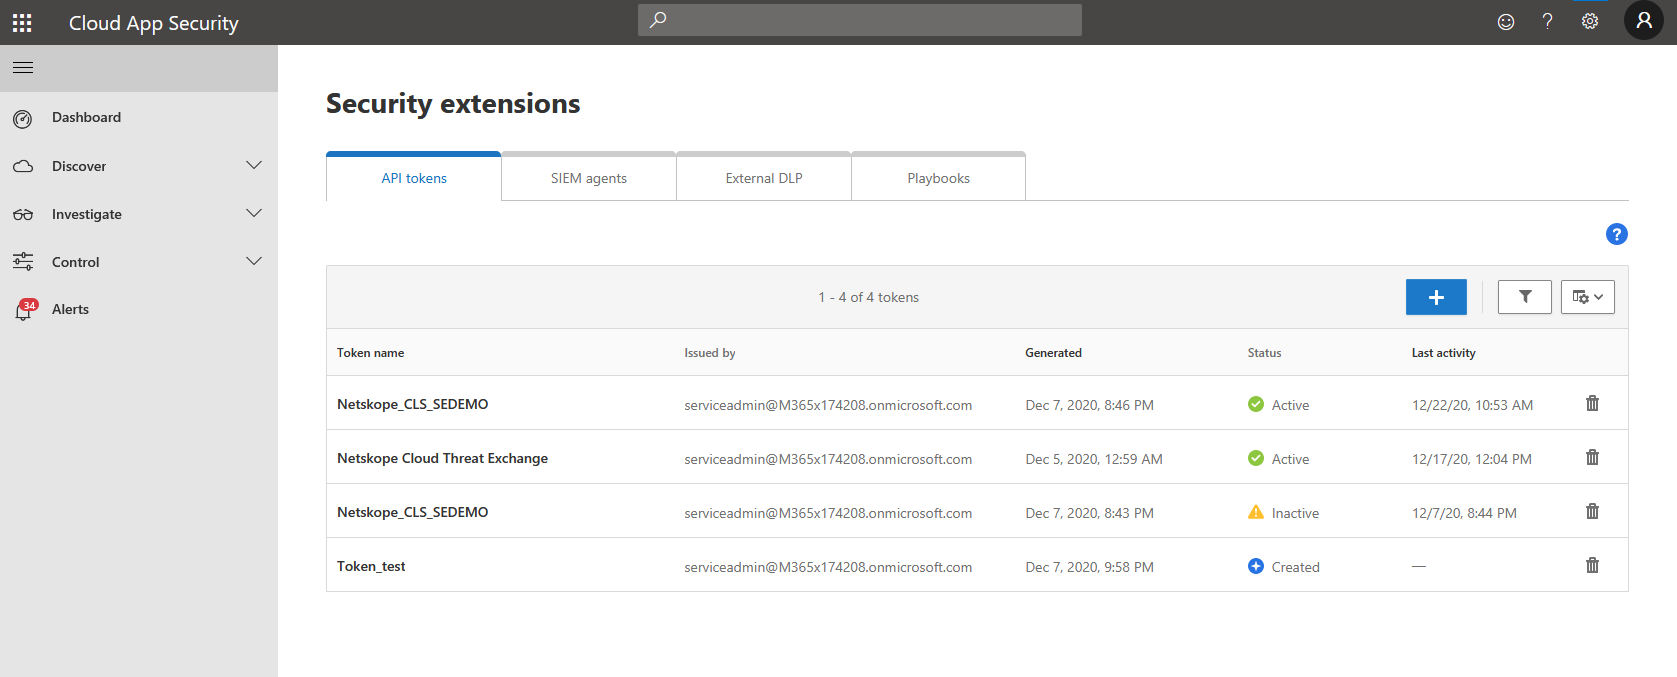 Cloud App Security
?
Dashboard
Discover
Investigate
Control
34
Alerts
Security extensions
API tokens
SIEM agents
External DLP
Playbooks
?
1 - 4 of 4 tokens
Token name Issued by Generated Status Last activity
Netskope_CLS_SEDEMO serviceadmin@M365x174208.onmicrosoft.com Dec 7, 2020, 8:46 PM Active 12/22/20, 10:53 AM
Netskope Cloud Threat Exchange serviceadmin@M365x174208.onmicrosoft.com Dec 5, 2020, 12:59 AM Active 12/17/20, 12:04 PM
Netskope_CLS_SEDEMO serviceadmin@M365x174208.onmicrosoft.com Dec 7, 2020, 8:43 PM Inactive 12/7/20, 8:44 PM
Token_test serviceadmin@M365x174208.onmicrosoft.com Dec 7, 2020, 9:58 PM Created —